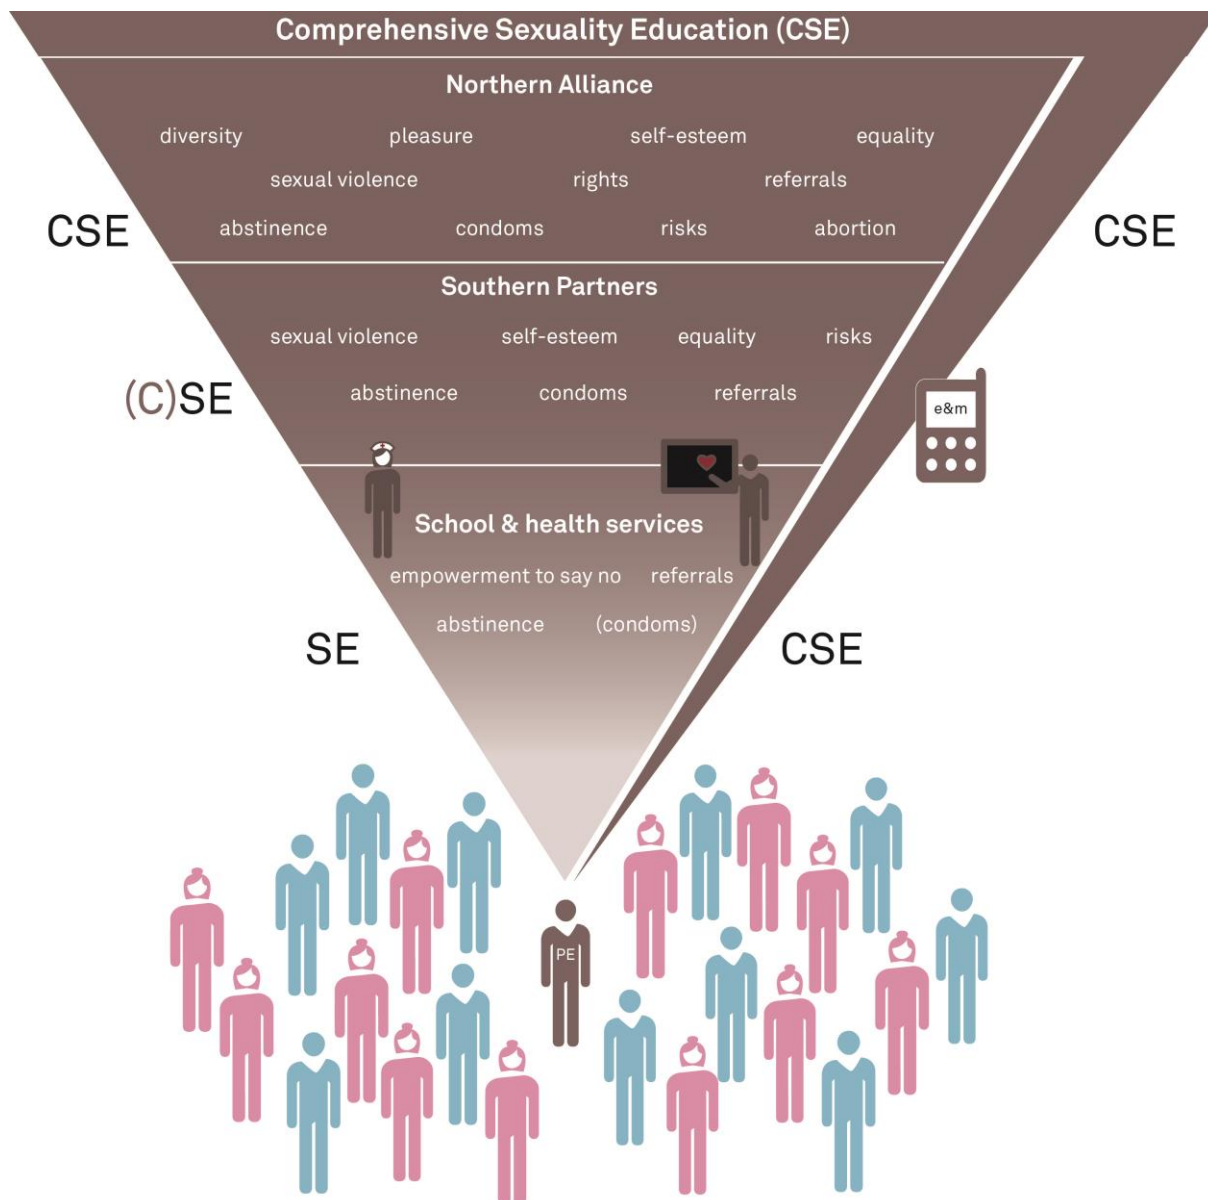 Comprehensive Sexuality Education (CSE)
Northern Alliance
diversity pleasure self-esteem equality
sexual violence rights referrals
CSE abstinence condoms risks abortion CSE
Southern Partners
sexual violence self-esteem equality risks
(C)SE abstinence condoms referrals e&m
School & health services
empowerment to say no referrals
abstinence (condoms)
SE CSE
PE